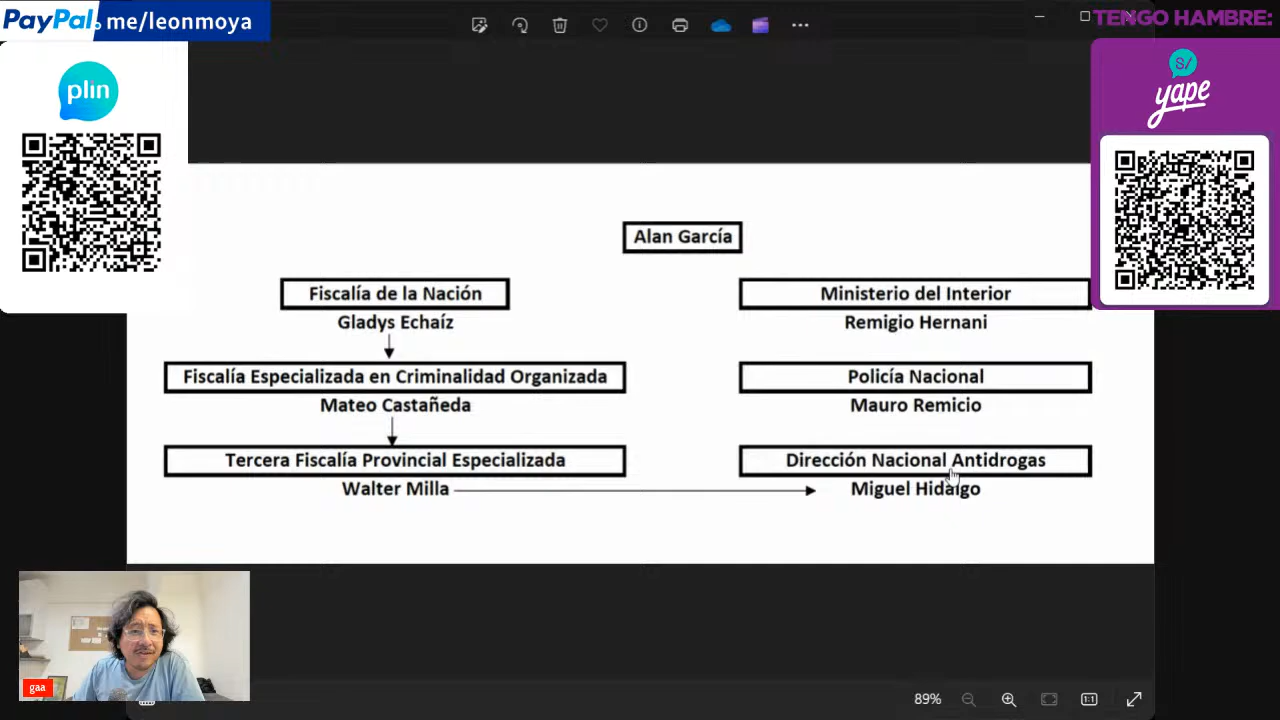 PayPal.me/leonmoya
TENGO HAMBRE:
plin
S/
yape
Alan García
Fiscalía de la Nación
Ministerio del Interior
Gladys Echaíz
Remigio Hernani
Fiscalía Especializada en Criminalidad Organizada
Policía Nacional
Mateo Castañeda
Mauro Remicio
Tercera Fiscalía Provincial Especializada
Dirección Nacional Antidrogas
Walter Milla
Miguel Hidalgo
gaa
89%
1:1